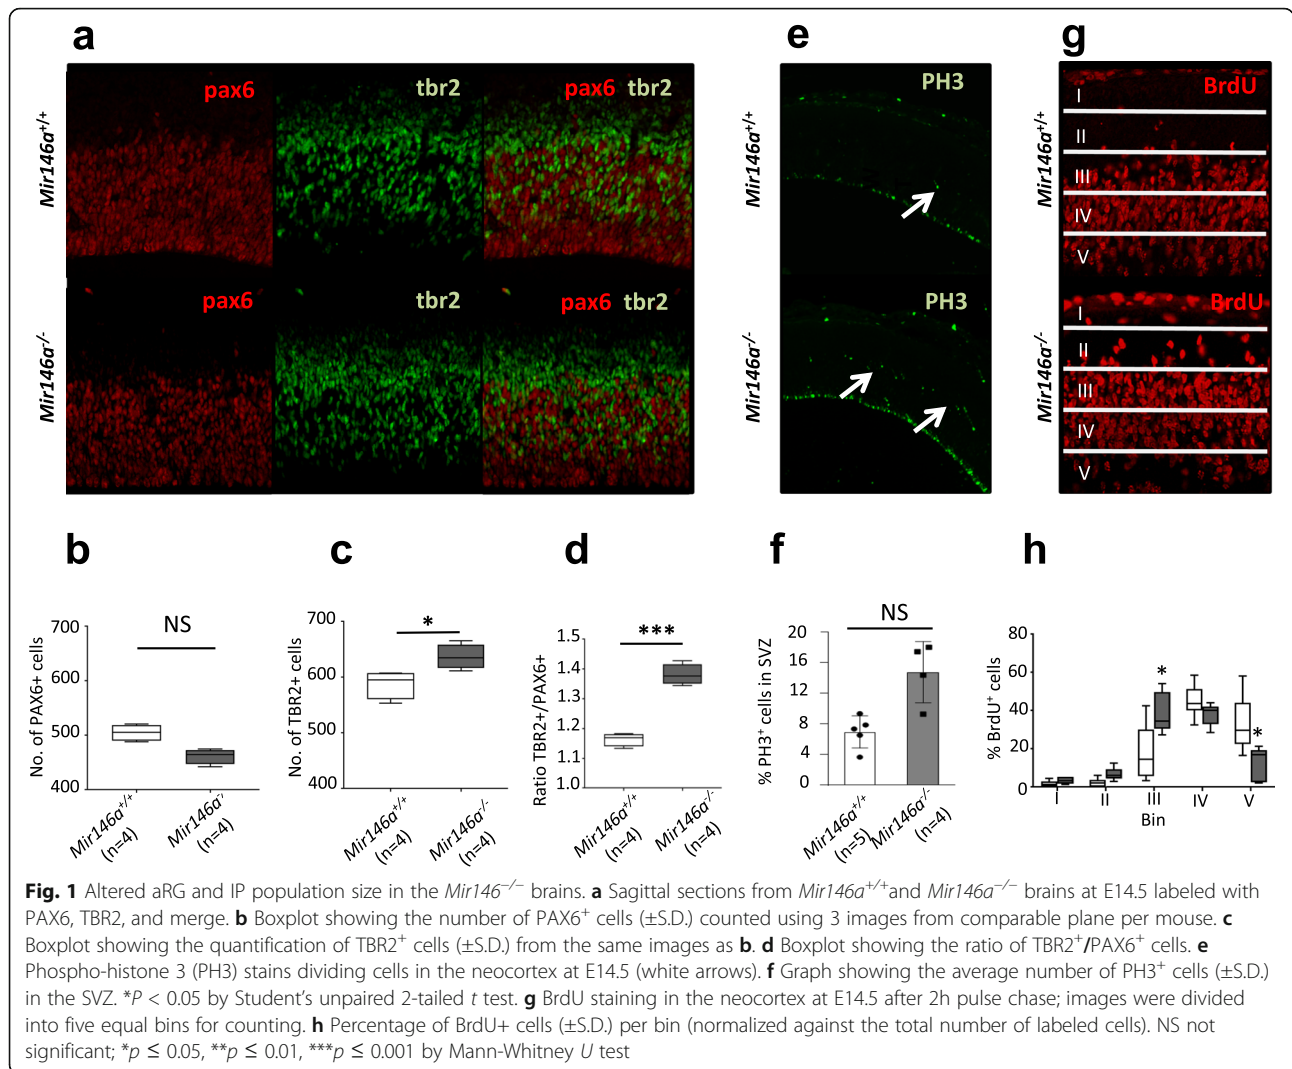 a
e
g
pax6
tbr2
pax6 tbr2
PH3
BrdU
I
II
III
IV
V
Mir146a+/+
Mir146a+/+
Mir146a+/+
pax6
tbr2
pax6 tbr2
PH3
BrdU
I
II
III
IV
V
Mir146a-/-
Mir146a-/-
Mir146a-/-
b
NS
No. of PAX6+ cells
700
600
500
400
Mir146a+/+
(n=4)
Mir146a-/
(n=4)
c
*
No. of TBR2+ cells
700
600
500
400
Mir146a+/+
(n=4)
Mir146a-/-
(n=4)
d
***
Ratio TBR2+/PAX6+
1.5
1.4
1.3
1.2
1.1
1.0
Mir146a+/+
(n=4)
Mir146a-/-
(n=4)
f
NS
% PH3+ cells in SVZ
20
16
12
8
4
0
Mir146a+/+
(n=5)
Mir146a-/-
(n=4)
h
% BrdU+ cells
80
60
40
20
0
*
*
I
II
III
IV
V
Bin
Fig. 1 Altered aRG and IP population size in the Mir146−/− brains. a Sagittal sections from Mir146a+/+and Mir146a−/− brains at E14.5 labeled with
PAX6, TBR2, and merge. b Boxplot showing the number of PAX6+ cells (±S.D.) counted using 3 images from comparable plane per mouse. c
Boxplot showing the quantification of TBR2+ cells (±S.D.) from the same images as b. d Boxplot showing the ratio of TBR2+/PAX6+ cells. e
Phospho-histone 3 (PH3) stains dividing cells in the neocortex at E14.5 (white arrows). f Graph showing the average number of PH3+ cells (±S.D.)
in the SVZ. *P < 0.05 by Student's unpaired 2-tailed t test. g BrdU staining in the neocortex at E14.5 after 2h pulse chase; images were divided
into five equal bins for counting. h Percentage of BrdU+ cells (±S.D.) per bin (normalized against the total number of labeled cells). NS not
significant; *p ≤ 0.05, **p ≤ 0.01, ***p ≤ 0.001 by Mann-Whitney U test